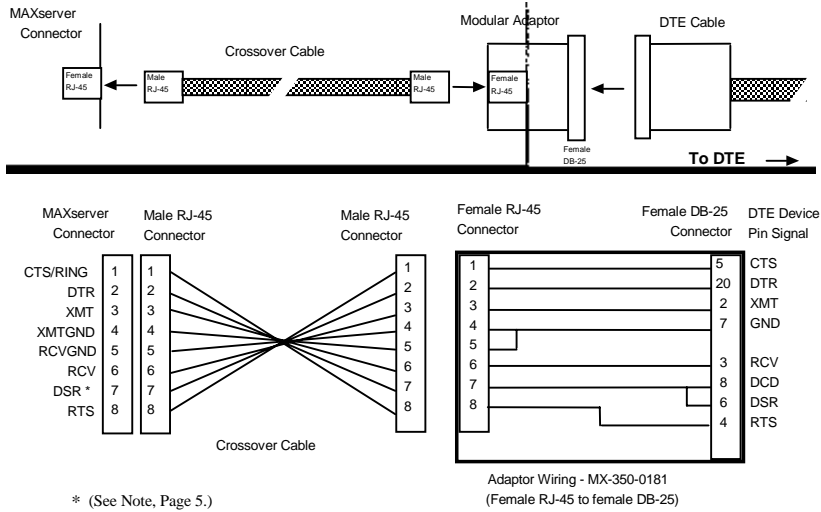 MAXserver
Connector
Modular Adaptor
DTE Cable
Crossover Cable
Female
RJ-45
Male
RJ-45
Male
RJ-45
Female
RJ-45
Female
DB-25
To DTE
MAXserver
Connector
Male RJ-45
Connector
Male RJ-45
Connector
Female RJ-45
Connector
Female DB-25
Connector
DTE Device
Pin Signal
CTS/RING 1 1 1 1 5 CTS
DTR 2 2 2 2 20 DTR
XMT 3 3 3 3 2 XMT
XMTGND 4 4 4 4 7 GND
RCVGND 5 5 5 5
RCV 6 6 6 6 3 RCV
DSR * 7 7 7 7 8 DCD
RTS 8 8 8 8 6 DSR
4 RTS
Crossover Cable
Adaptor Wiring - MX-350-0181
(Female RJ-45 to female DB-25)
* (See Note, Page 5.)